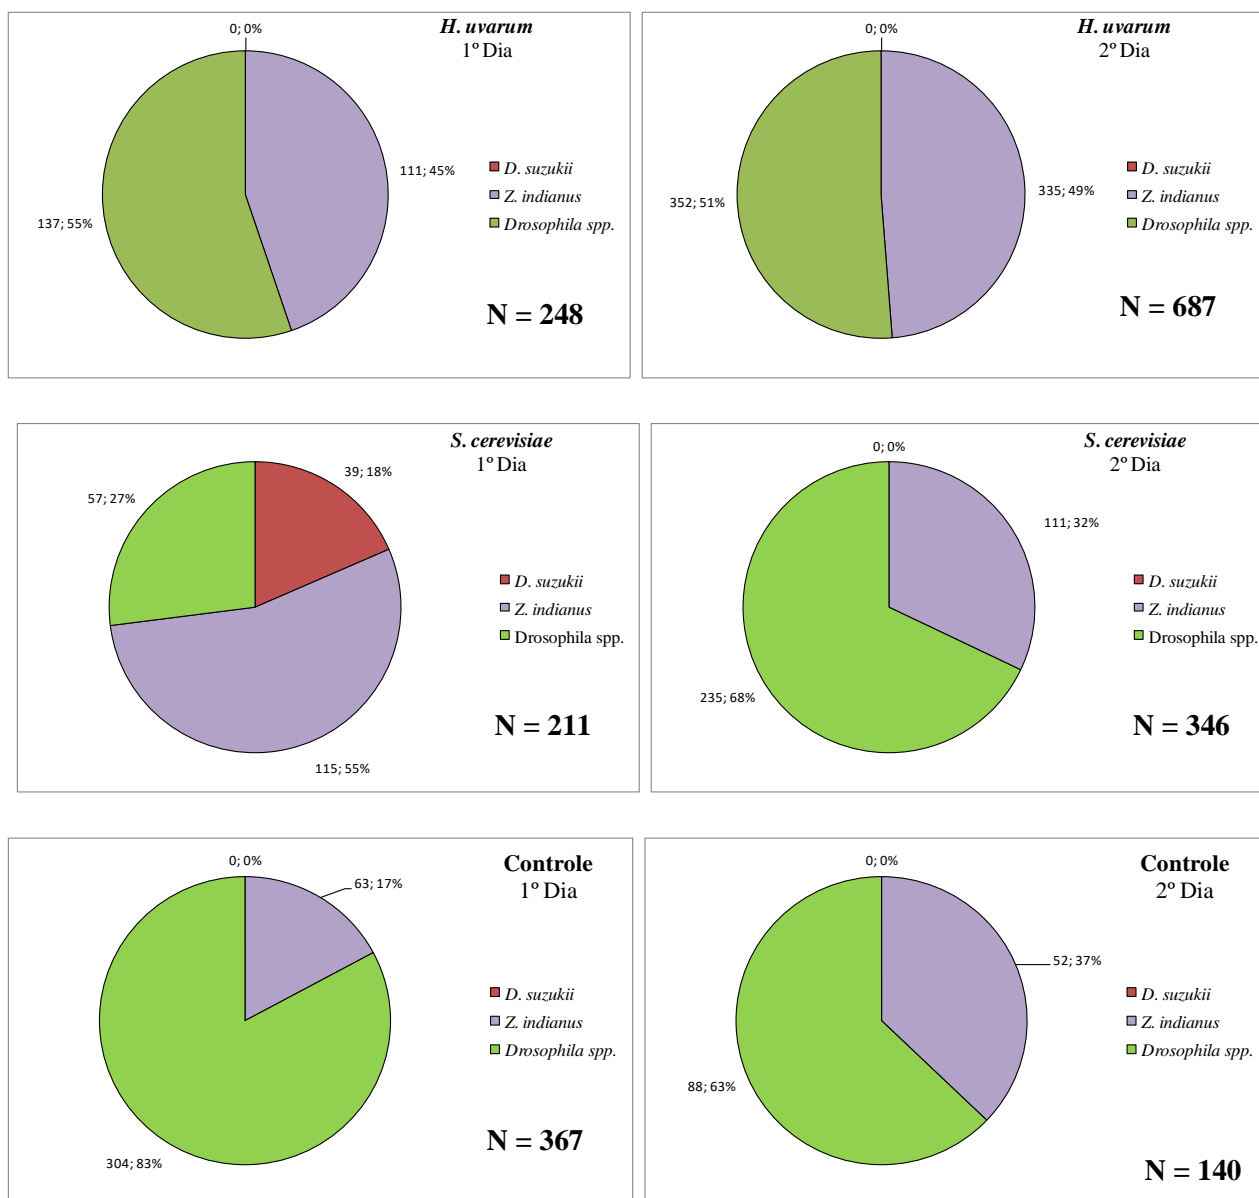 0; 0%
H. uvarum
1º Dia
111; 45%
137; 55%
D. suzukii
Z. indianus
Drosophila spp.
N = 248
0; 0%
H. uvarum
2º Dia
335; 49%
352; 51%
D. suzukii
Z. indianus
Drosophila spp.
N = 687
S. cerevisiae
1º Dia
39; 18%
57; 27%
115; 55%
D. suzukii
Z. indianus
Drosophila spp.
N = 211
0; 0%
S. cerevisiae
2º Dia
111; 32%
235; 68%
D. suzukii
Z. indianus
Drosophila spp.
N = 346
0; 0%
Controle
1º Dia
63; 17%
304; 83%
D. suzukii
Z. indianus
Drosophila spp.
N = 367
0; 0%
Controle
2º Dia
52; 37%
88; 63%
D. suzukii
Z. indianus
Drosophila spp.
N = 140